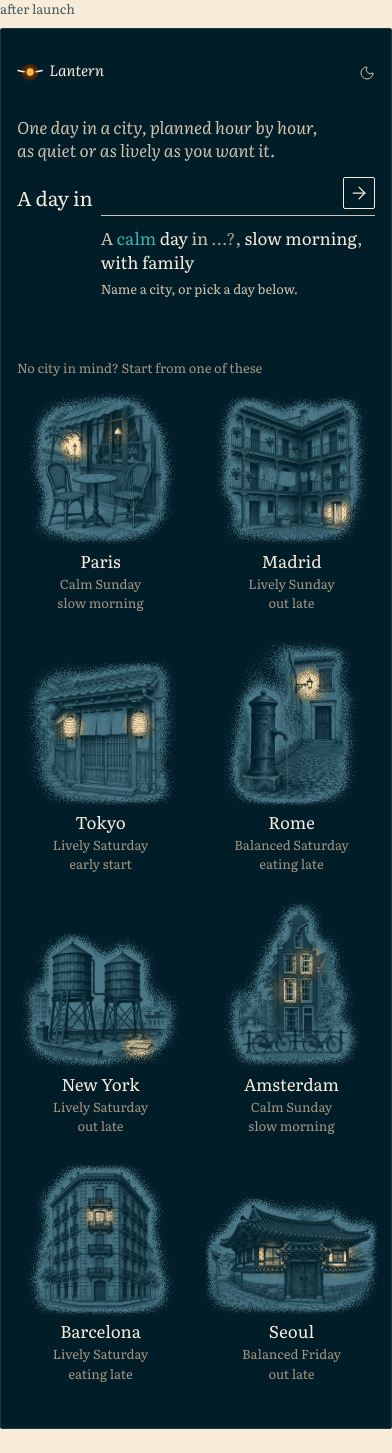 after launch
Lantern
One day in a city, planned hour by hour,
as quiet or as lively as you want it.
A day in
A calm day in …?, slow morning,
with family
Name a city, or pick a day below.
No city in mind? Start from one of these
Paris
Calm Sunday
slow morning
Madrid
Lively Sunday
out late
Tokyo
Lively Saturday
early start
Rome
Balanced Saturday
eating late
New York
Lively Saturday
out late
Amsterdam
Calm Sunday
slow morning
Barcelona
Lively Saturday
eating late
Seoul
Balanced Friday
out late